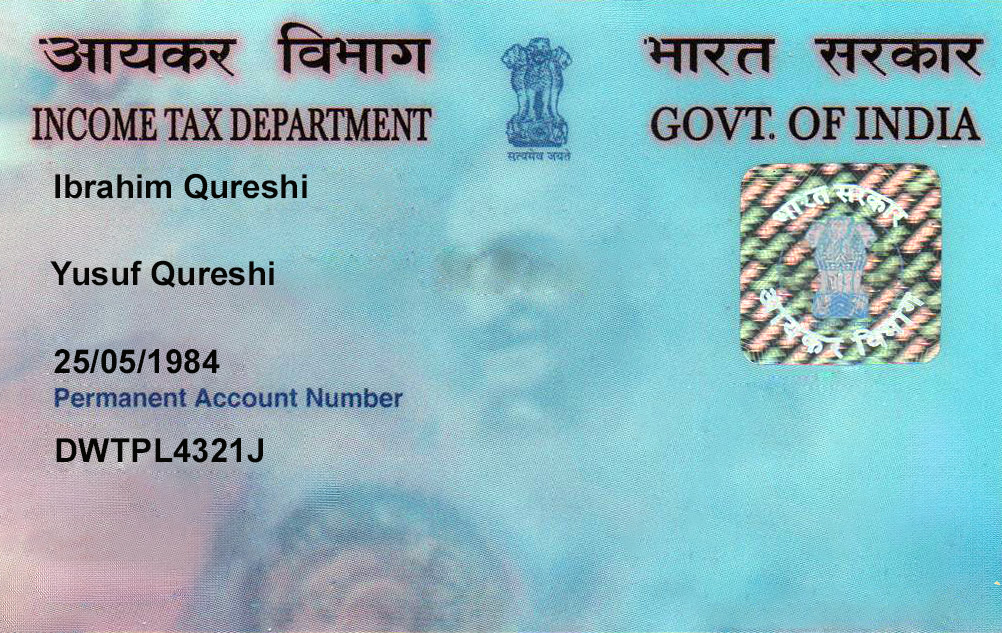 आयकर विभाग
भारत सरकार
INCOME TAX DEPARTMENT
GOVT. OF INDIA
सत्यमेव जयते
Ibrahim Qureshi
Yusuf Qureshi
25/05/1984
Permanent Account Number
DWTPL4321J
भारत सरकार
आयकर विभाग